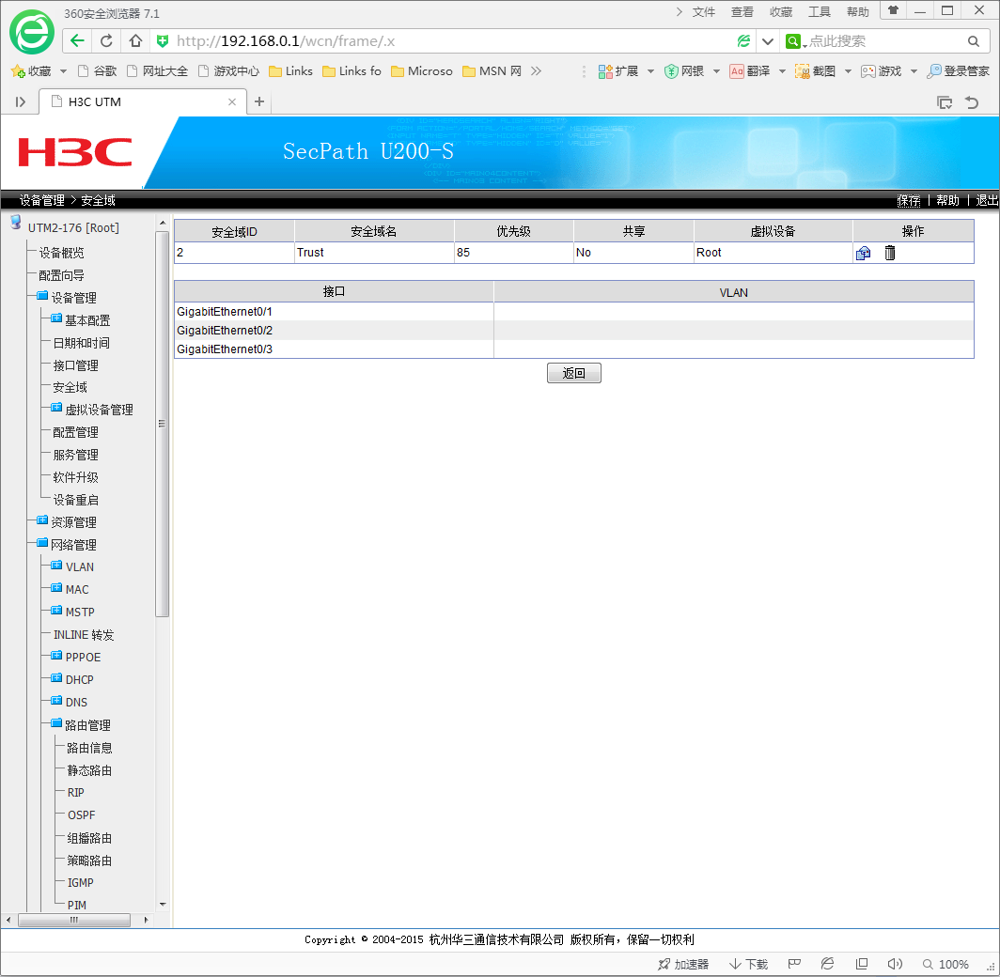 360安全浏览器 7.1
文件 查看 收藏 工具 帮助
http://192.168.0.1/wcn/frame/.x
点此搜索
收藏 谷歌 网址大全 游戏中心 Links Links fo Microso MSN 网 扩展 网银 翻译 截图 游戏 登录管家
H3C UTM
H3C
SecPath U200-S
设备管理 > 安全域
保存 | 帮助 | 退出
UTM2-176 [Root]
设备概览
配置向导
设备管理
基本配置
日期和时间
接口管理
安全域
虚拟设备管理
配置管理
服务管理
软件升级
设备重启
资源管理
网络管理
VLAN
MAC
MSTP
INLINE 转发
PPPOE
DHCP
DNS
路由管理
路由信息
静态路由
RIP
OSPF
组播路由
策略路由
IGMP
PIM
安全域ID 安全域名 优先级 共享 虚拟设备 操作
2 Trust 85 No Root
接口 VLAN
GigabitEthernet0/1
GigabitEthernet0/2
GigabitEthernet0/3
返回
Copyright © 2004-2015 杭州华三通信技术有限公司 版权所有，保留一切权利
加速器 下载 100%